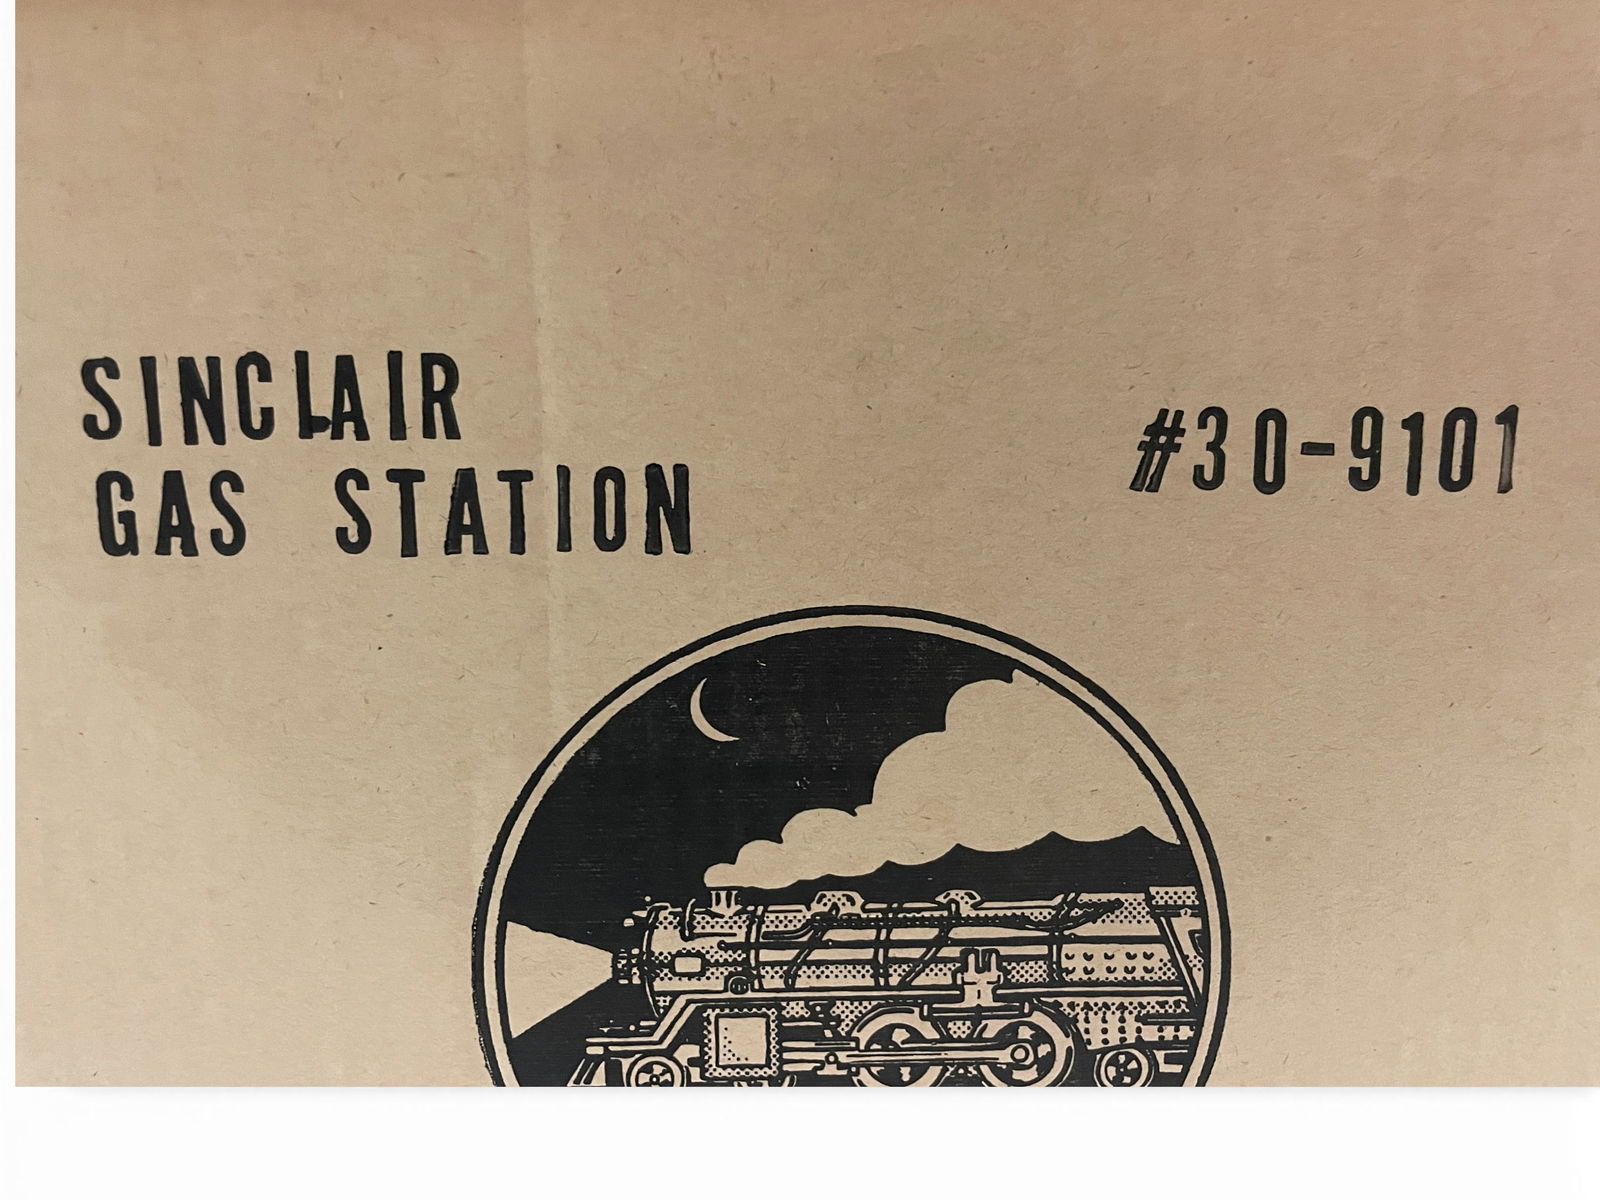 SINCLAIR
GAS STATION
#30-9101